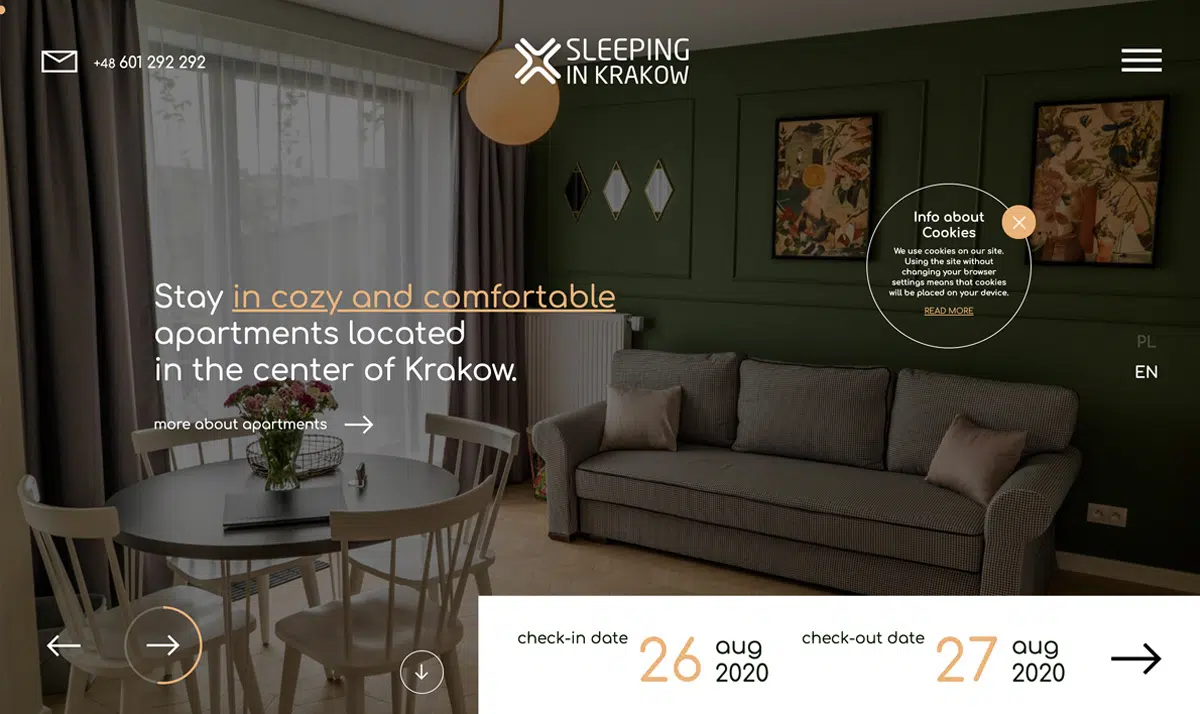 +48 601 292 292
SLEEPING
IN KRAKOW
Info about
Cookies
We use cookies on our site.
Using the site without
changing your browser
settings means that cookies
will be placed on your device.
READ MORE
Stay in cozy and comfortable
apartments located
in the center of Krakow.
more about apartments
PL
EN
check-in date
26
aug
2020
check-out date
27
aug
2020